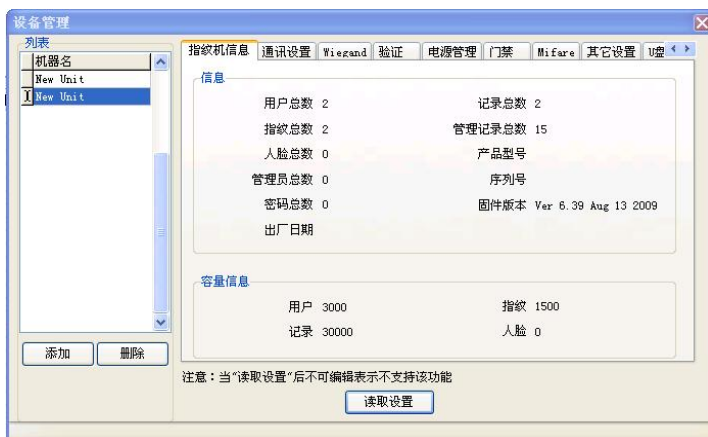 设备管理
列表
机器名
New Unit
New Unit
添加 删除
指纹机信息 通讯设置 Wiegand 验证 电源管理 门禁 Mifare 其它设置 U盘
信息
用户总数 2 记录总数 2
指纹总数 2 管理记录总数 15
人脸总数 0 产品型号
管理员总数 0 序列号
密码总数 0 固件版本 Ver 6.39 Aug 13 2009
出厂日期
容量信息
用户 3000 指纹 1500
记录 30000 人脸 0
注意：当"读取设置"后不可编辑表示不支持该功能
读取设置